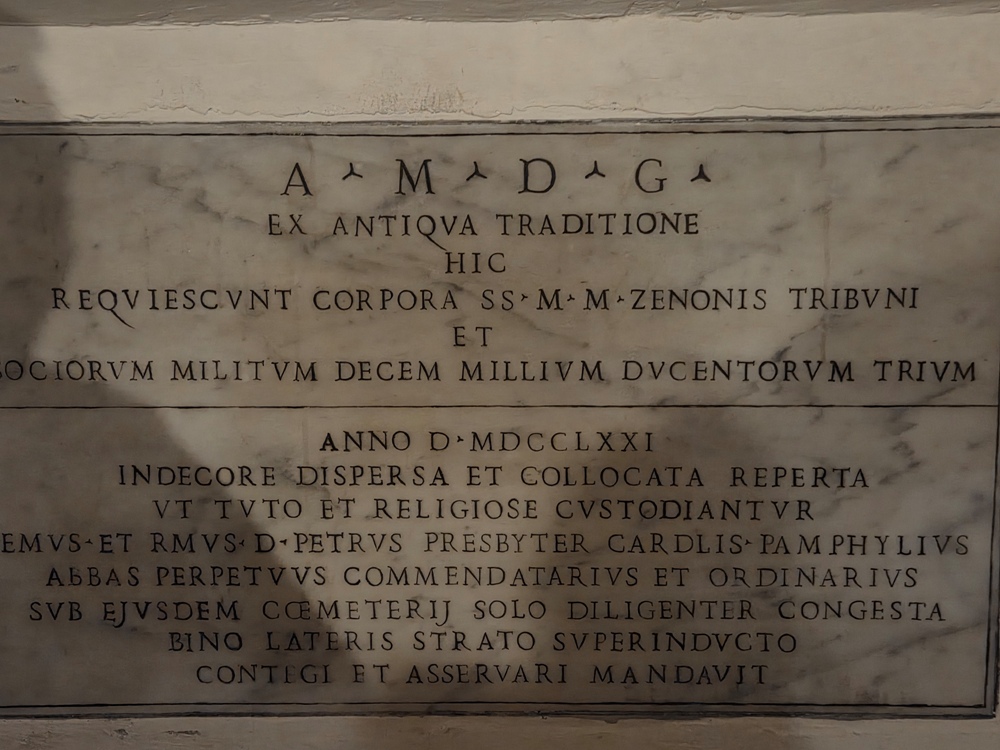 A · M · D · G ·
EX ANTIQVA TRADITIONE
HIC
REQVIESCVNT CORPORA SS · M · M · ZENONIS TRIBVNI
ET
SOCIORVM MILITVM DECEM MILLIVM DVCENTORVM TRIVM
ANNO D · MDCCLXXI
INDECORE DISPERSA ET COLLOCATA REPERTA
VT TVTO ET RELIGIOSE CVSTODIANTVR
EMVS · ET RMVS · D · PETRVS PRESBYTER CARDLIS · PAMPHYLIVS
ABBAS PERPETVVS COMMENDATARIVS ET ORDINARIVS
SVB EJVSDEM CŒMETERIJ SOLO DILIGENTER CONGESTA
BINO LATERIS STRATO SVPERINDVCTO
CONTEGI ET ASSERVARI MANDAVIT